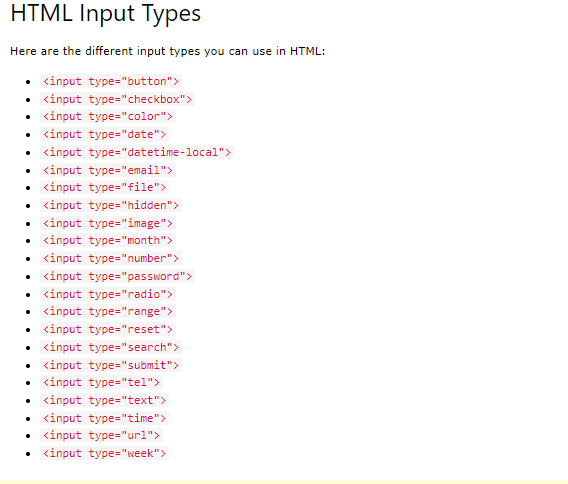 HTML Input Types
Here are the different input types you can use in HTML:
<input type="button">
<input type="checkbox">
<input type="color">
<input type="date">
<input type="datetime-local">
<input type="email">
<input type="file">
<input type="hidden">
<input type="image">
<input type="month">
<input type="number">
<input type="password">
<input type="radio">
<input type="range">
<input type="reset">
<input type="search">
<input type="submit">
<input type="tel">
<input type="text">
<input type="time">
<input type="url">
<input type="week">